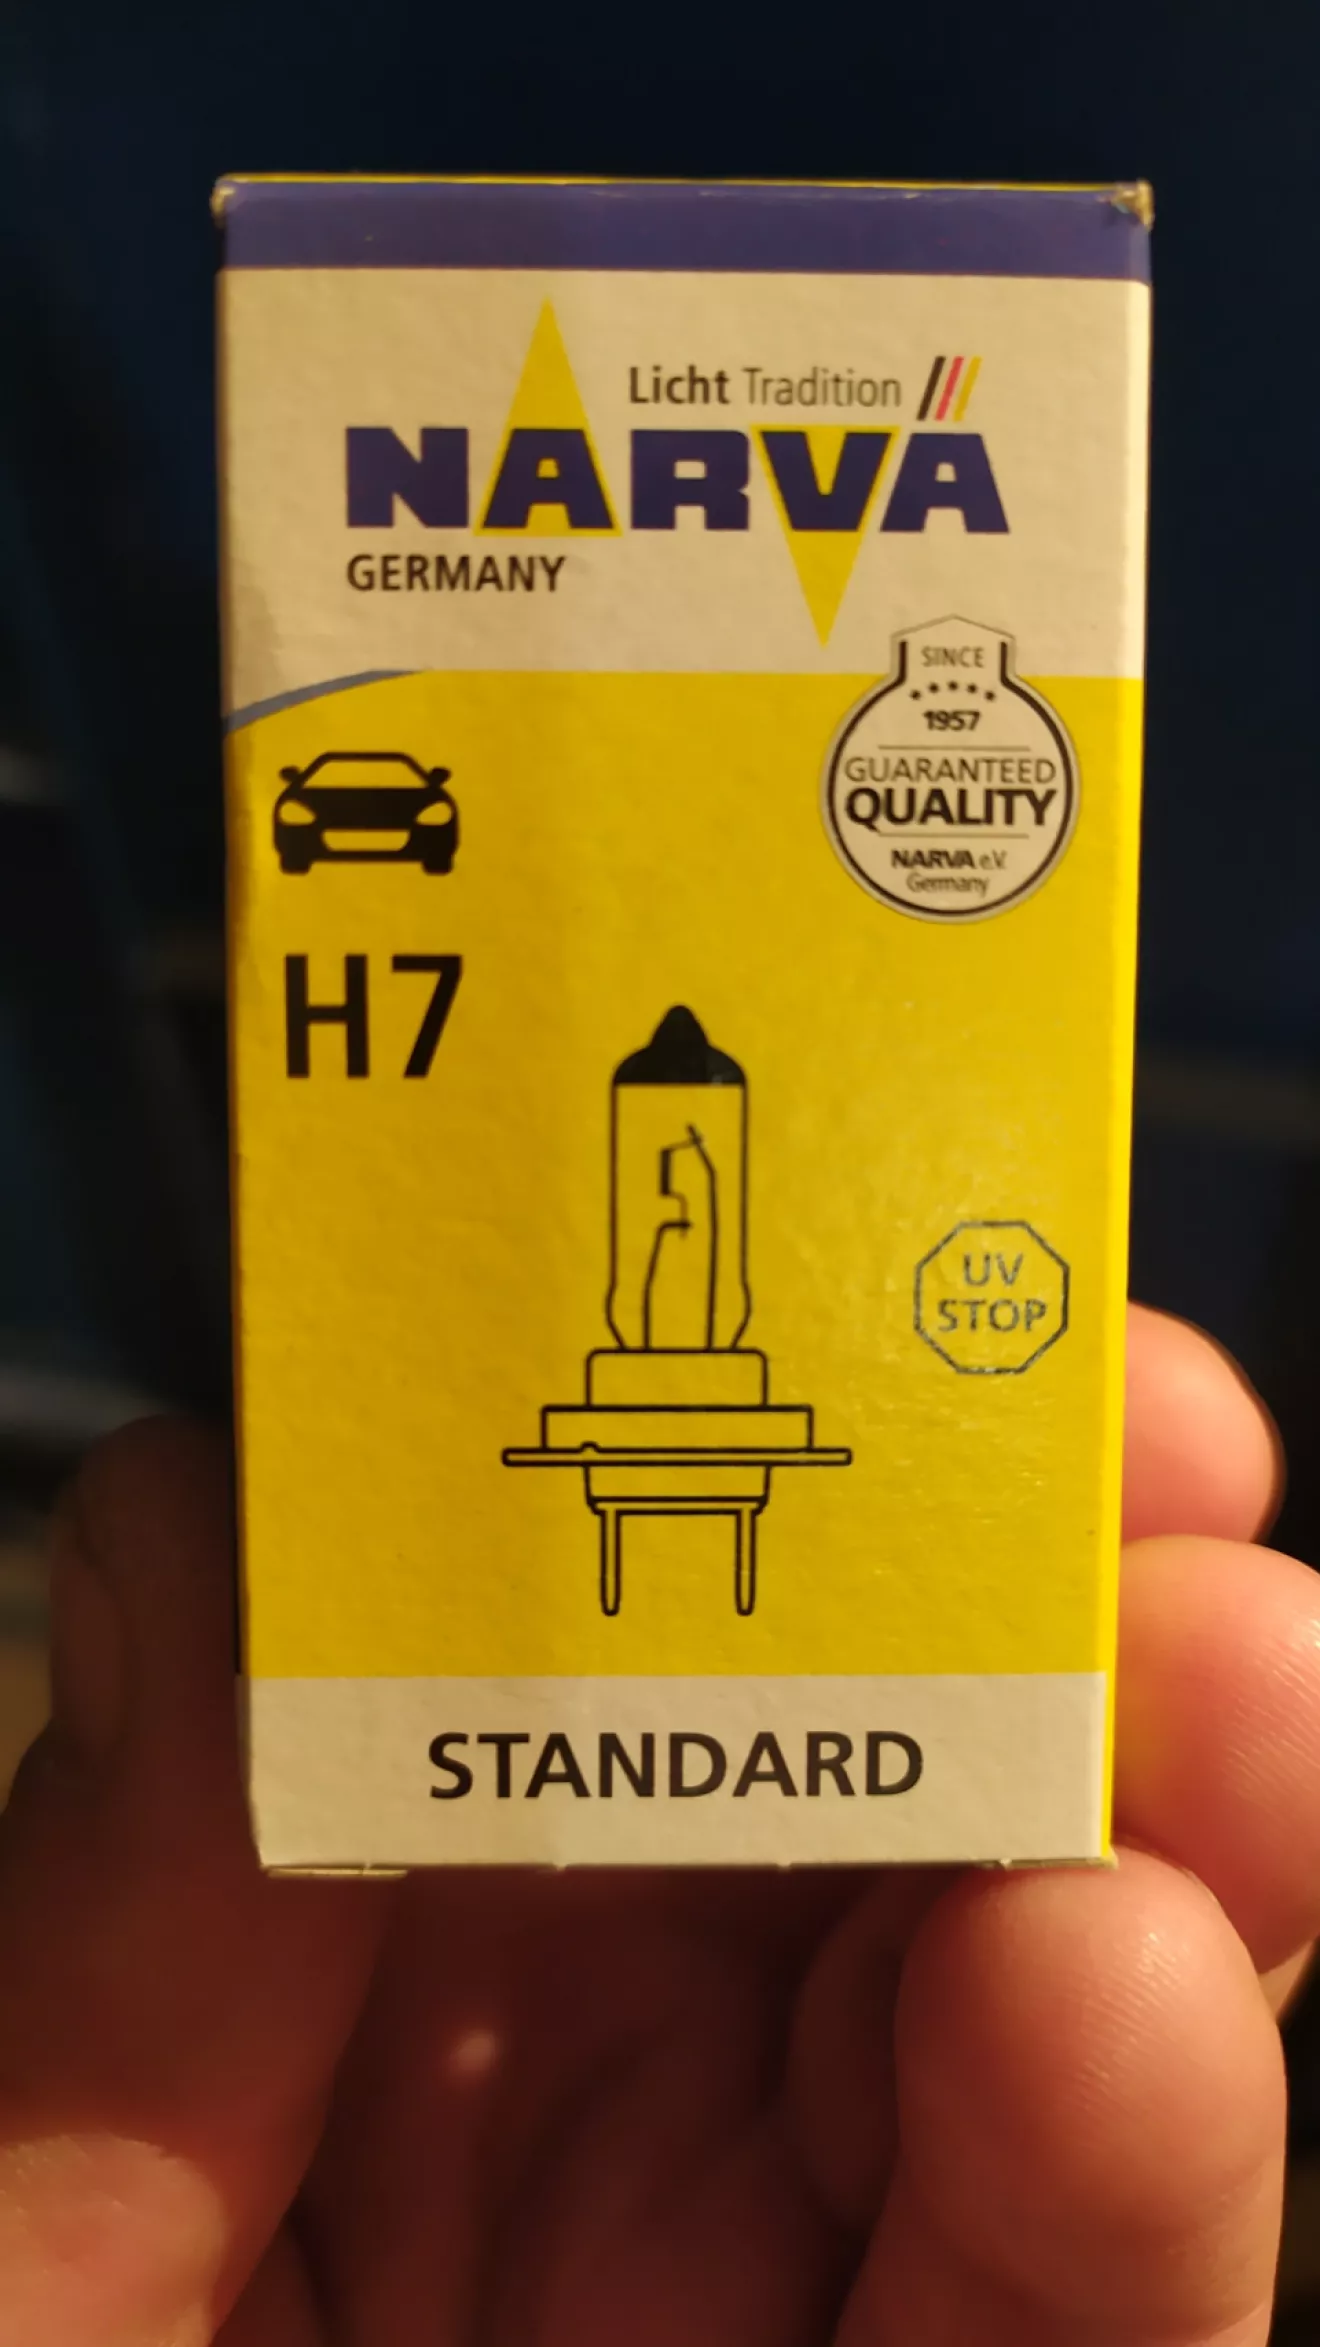 Licht Tradition
NARVA
GERMANY
SINCE
1957
GUARANTEED
QUALITY
NARVA e.V.
Germany
H7
UV
STOP
STANDARD